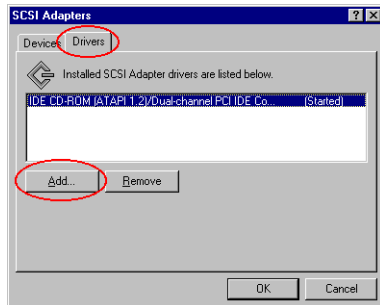 SCSI Adapters
Devices Drivers
Installed SCSI Adapter drivers are listed below.
IDE CD-ROM (ATAPI 1.2)/Dual-channel PCI IDE Co... (Started)
Add... Remove
OK Cancel